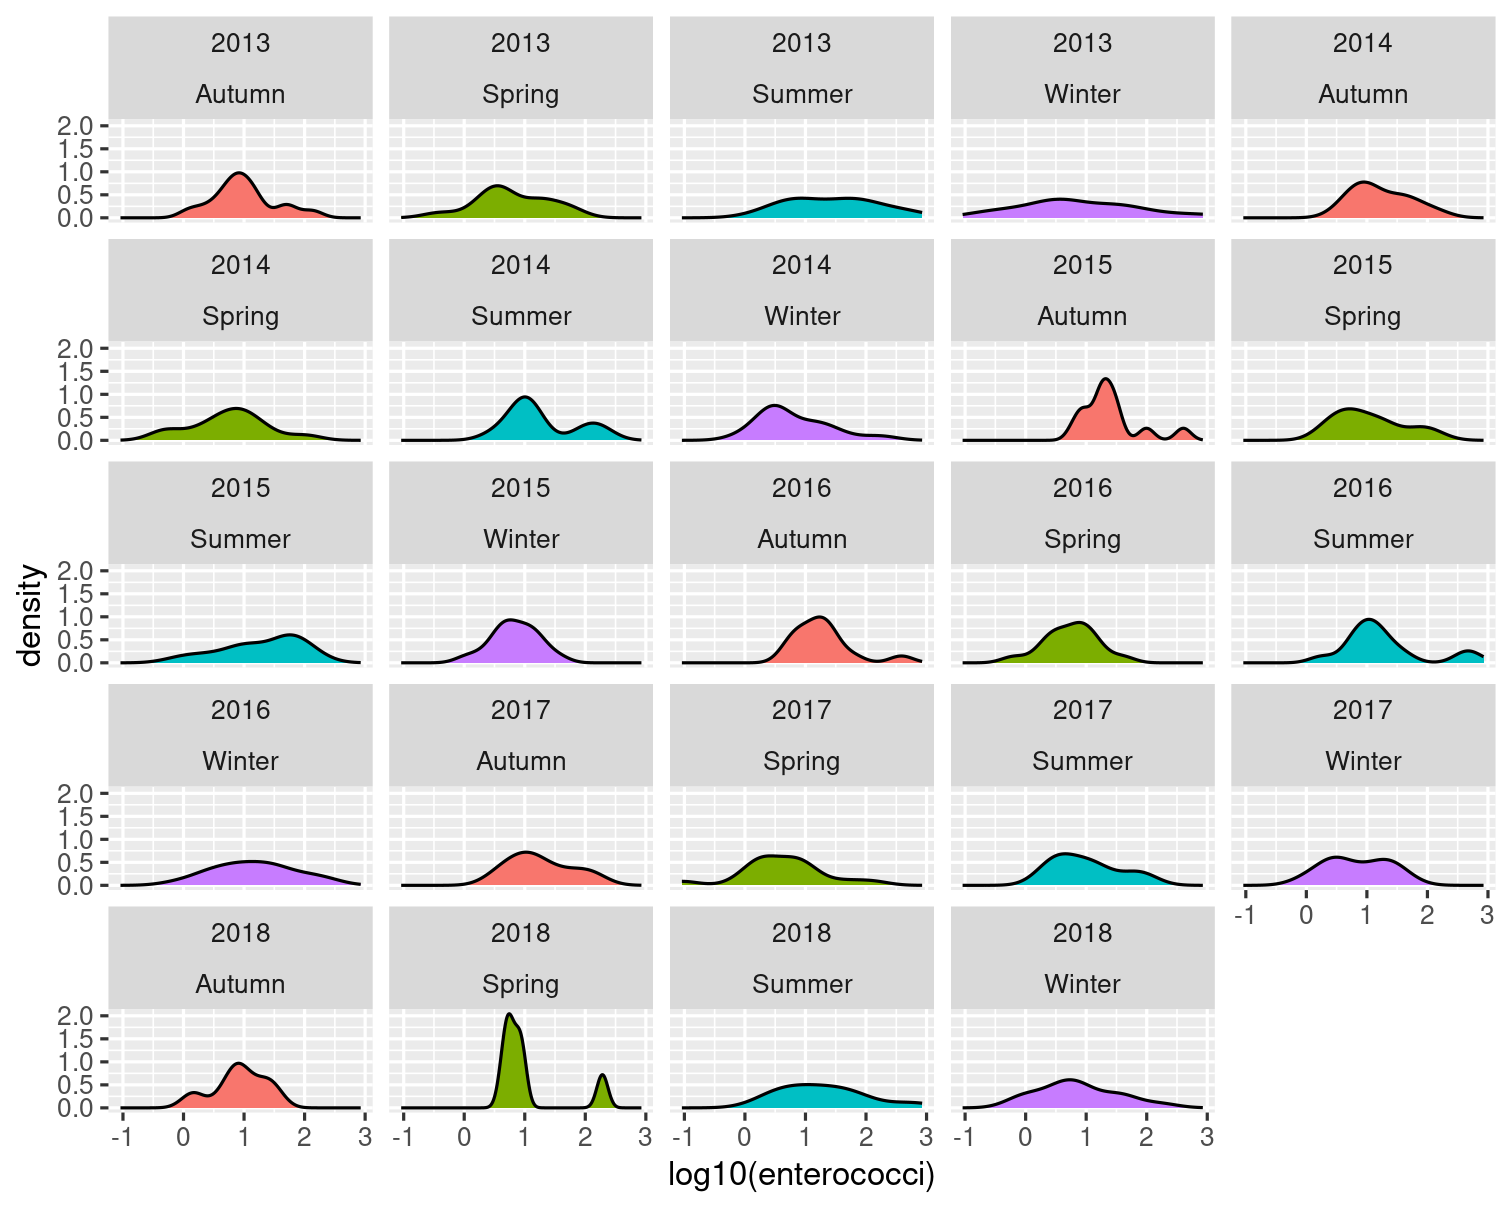 2013 2013 2013 2013 2014
Autumn Spring Summer Winter Autumn
2.0
1.5
1.0
0.5
0.0
2014 2014 2014 2015 2015
Spring Summer Winter Autumn Spring
2.0
1.5
1.0
0.5
0.0
2015 2015 2016 2016 2016
Summer Winter Autumn Spring Summer
2.0
1.5
1.0
0.5
0.0
density
2016 2017 2017 2017 2017
Winter Autumn Spring Summer Winter
2.0
1.5
1.0
0.5
0.0
-1 0 1 2 3
2018 2018 2018 2018
Autumn Spring Summer Winter
2.0
1.5
1.0
0.5
0.0
-1 0 1 2 3 -1 0 1 2 3 -1 0 1 2 3 -1 0 1 2 3
log10(enterococci)